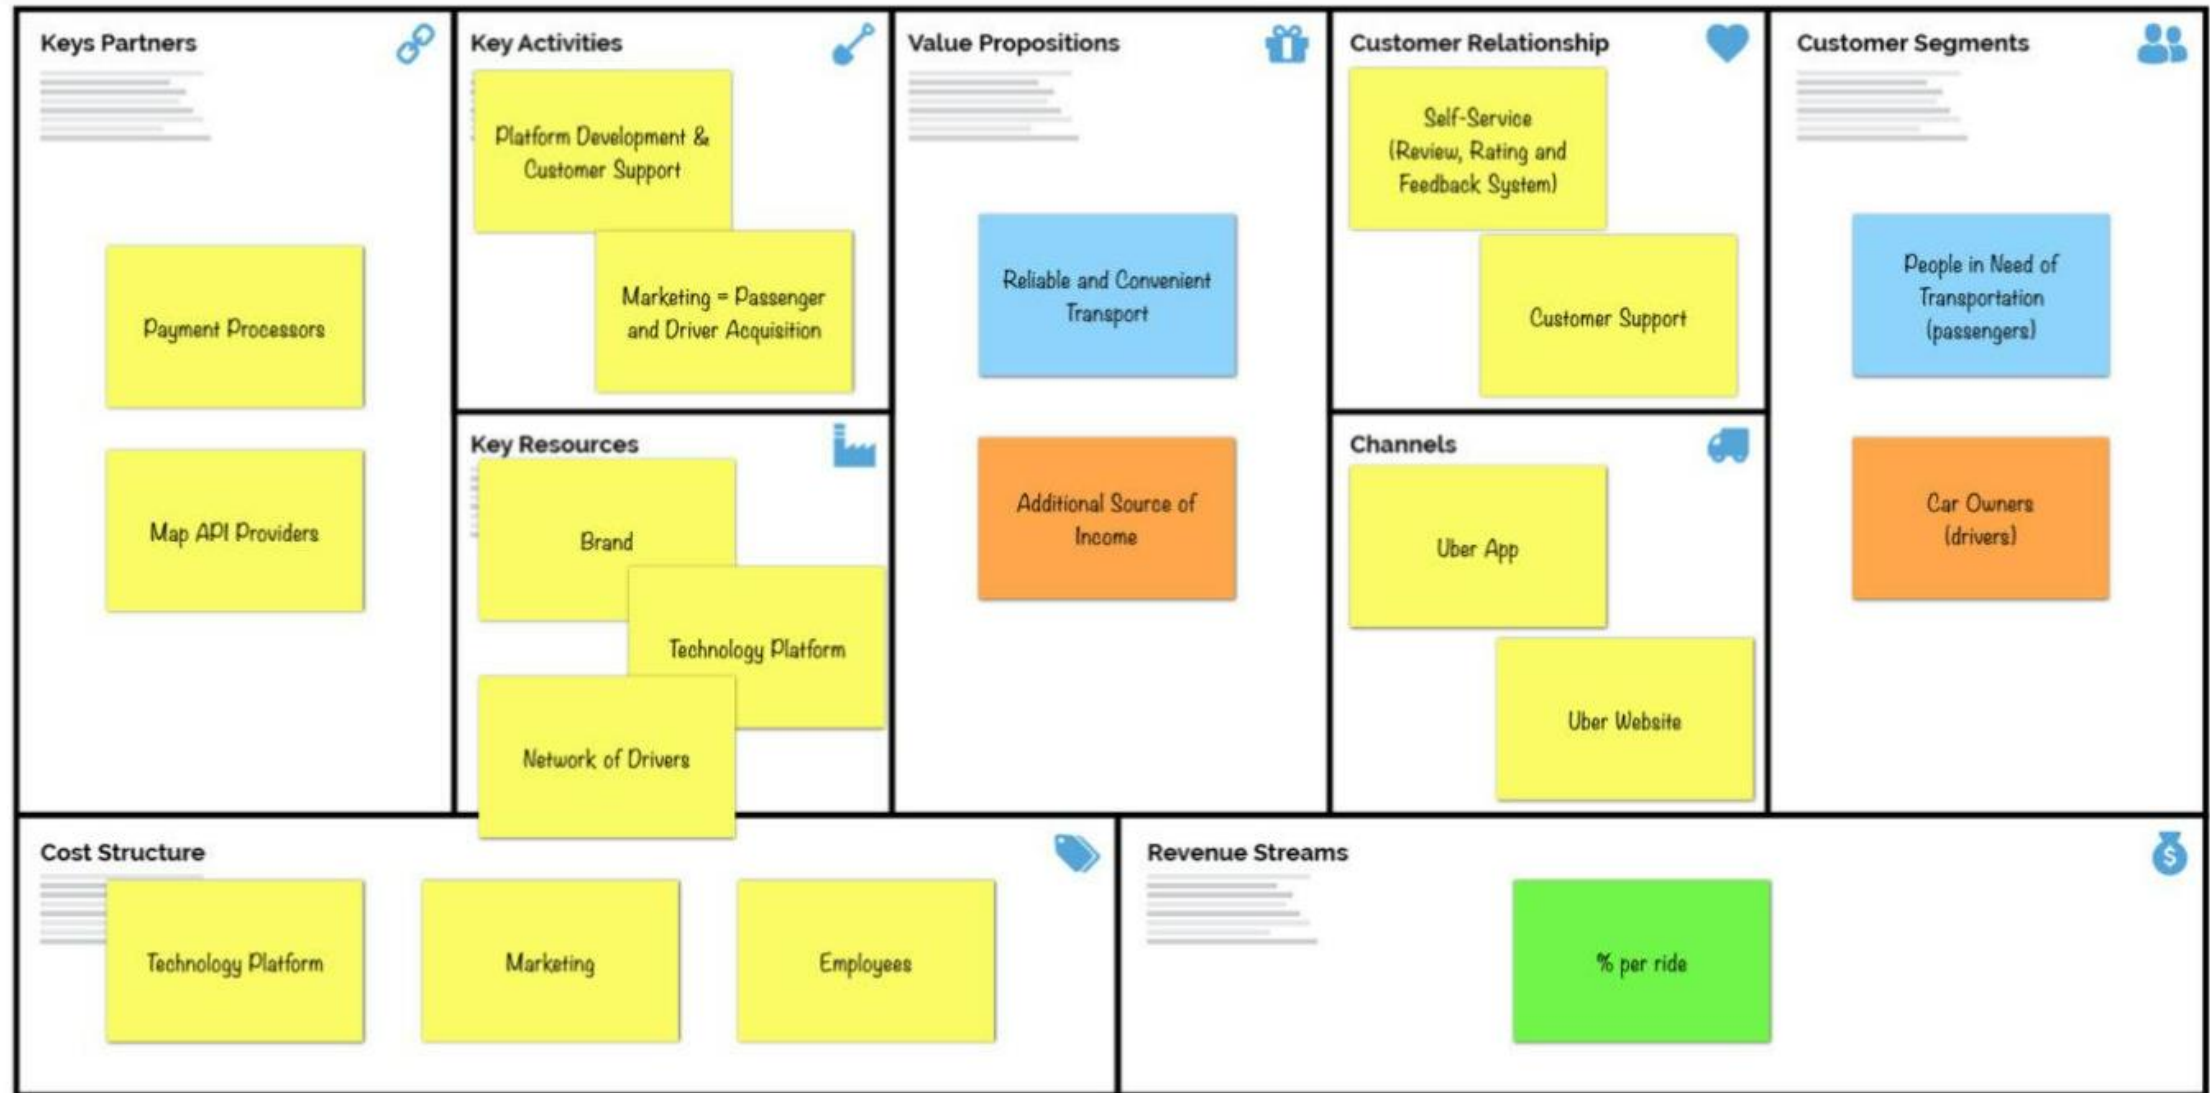 Keys Partners
Payment Processors
Map API Providers
Key Activities
Platform Development &
Customer Support
Marketing = Passenger
and Driver Acquisition
Key Resources
Brand
Technology Platform
Network of Drivers
Value Propositions
Reliable and Convenient
Transport
Additional Source of
Income
Customer Relationship
Self-Service
(Review, Rating and
Feedback System)
Customer Support
Channels
Uber App
Uber Website
Customer Segments
People in Need of
Transportation
(passengers)
Car Owners
(drivers)
Cost Structure
Technology Platform
Marketing
Employees
Revenue Streams
$
% per ride